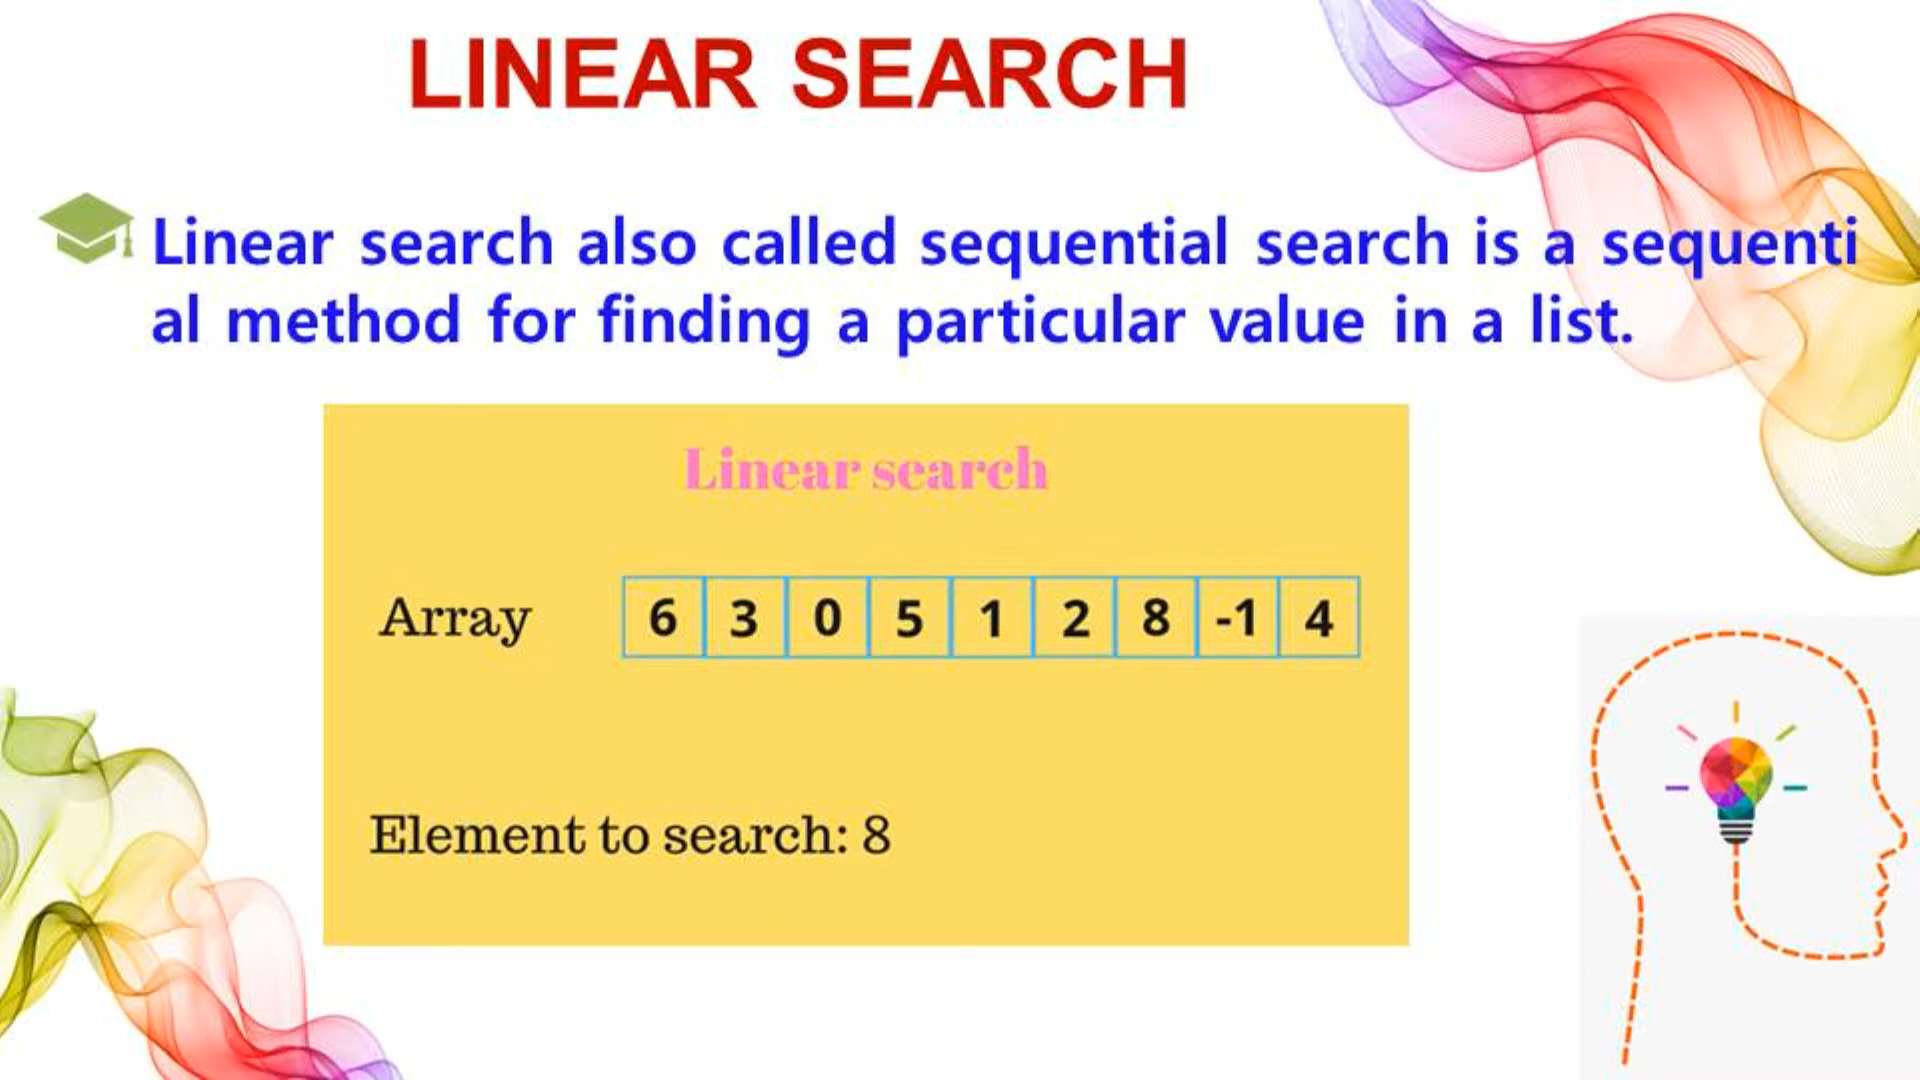 LINEAR SEARCH
Linear search also called sequential search is a sequenti
al method for finding a particular value in a list.
Linear search
Array 6 3 0 5 1 2 8 -1 4
Element to search: 8